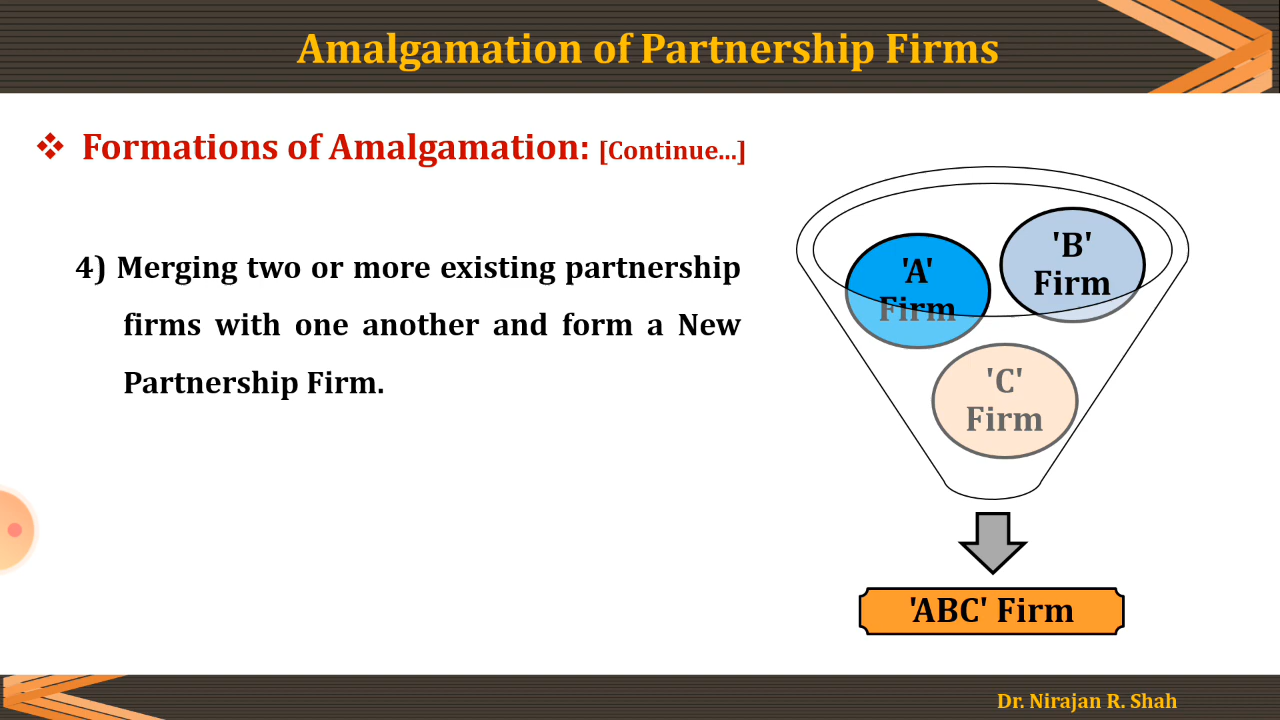 Amalgamation of Partnership Firms
❖ Formations of Amalgamation: [Continue...]
4) Merging two or more existing partnership
firms with one another and form a New
Partnership Firm.
'A'
Firm
'B'
Firm
'C'
Firm
'ABC' Firm
Dr. Nirajan R. Shah